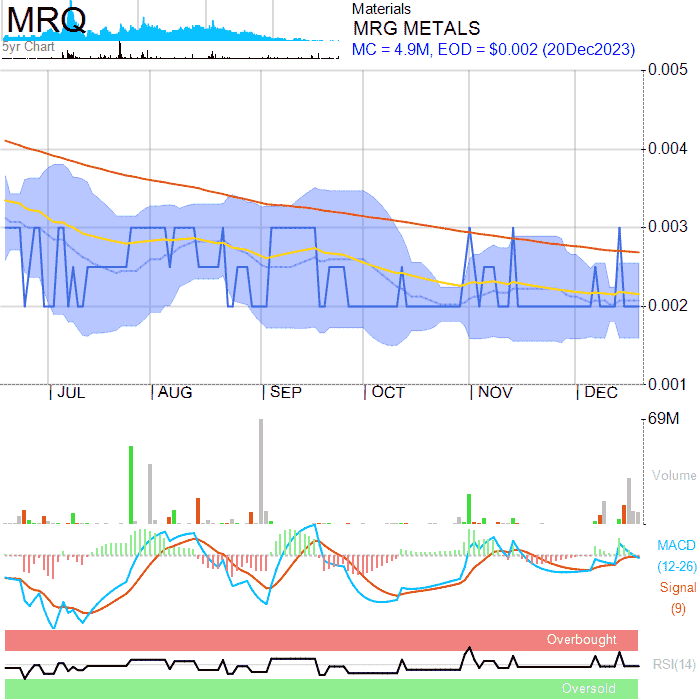 MRQ
5yr Chart
Materials
MRG METALS
MC = 4.9M, EOD = $0.002 (20Dec2023)
0.005
0.004
0.003
0.002
0.001
JUL AUG SEP OCT NOV DEC
69M
Volume
MACD
(12-26)
Signal
(9)
Overbought
RSI(14)
Oversold